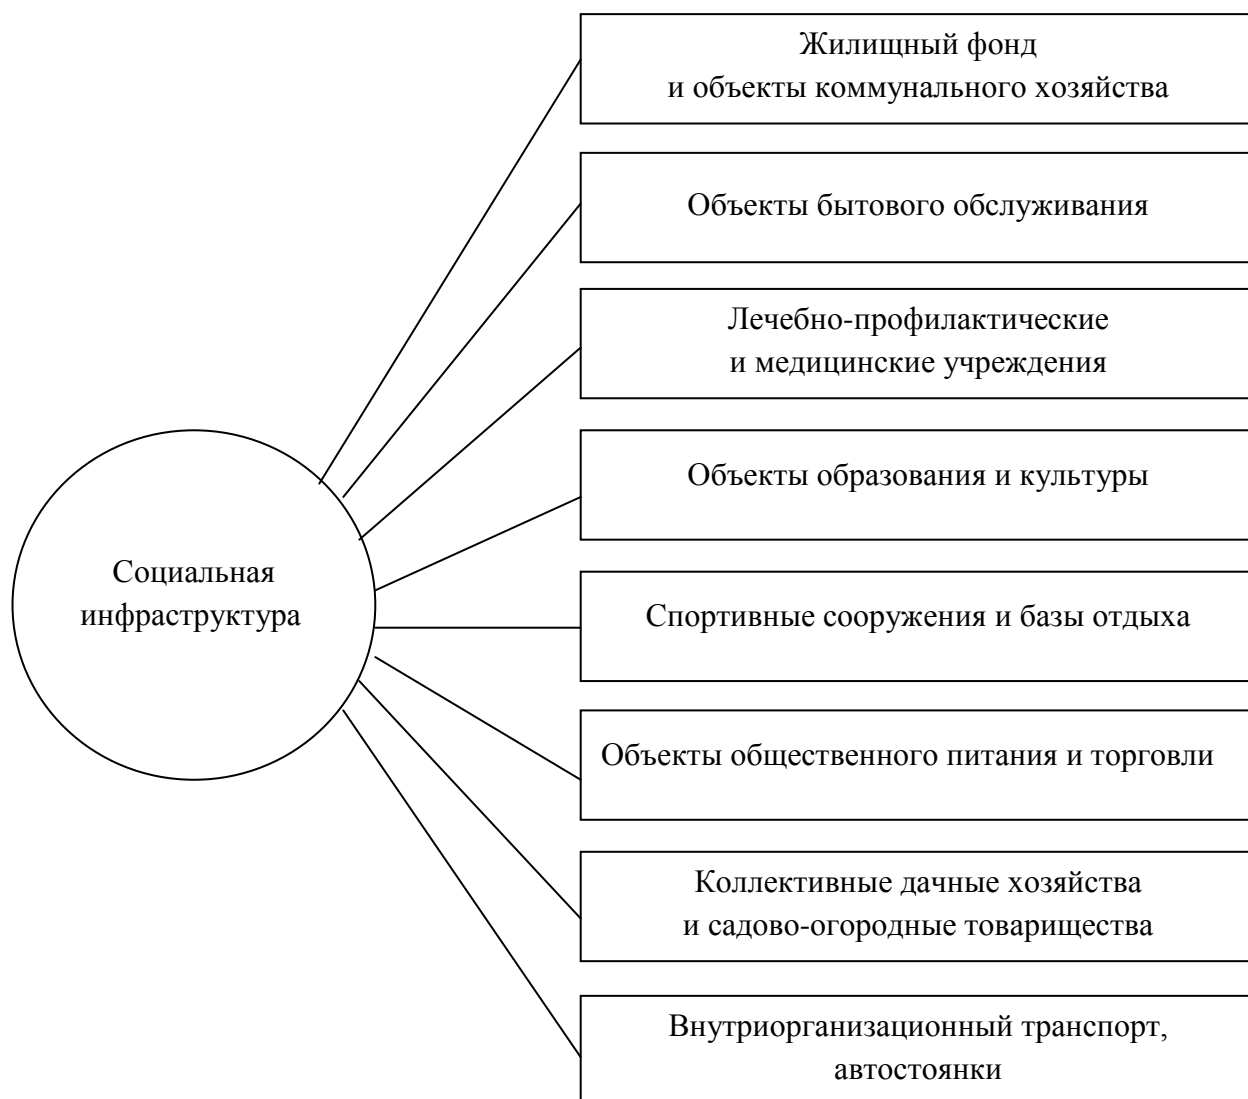 Жилищный фонд
и объекты коммунального хозяйства
Объекты бытового обслуживания
Лечебно-профилактические
и медицинские учреждения
Объекты образования и культуры
Социальная
инфраструктура
Спортивные сооружения и базы отдыха
Объекты общественного питания и торговли
Коллективные дачные хозяйства
и садово-огородные товарищества
Внутриорганизационный транспорт,
автостоянки